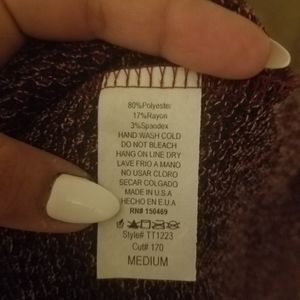 80%Polyester
17%Rayon
3%Spandex
HAND WASH COLD
DO NOT BLEACH
HANG ON LINE DRY
LAVE FRIO A MANO
NO USAR CLORO
SECAR COLGADO
MADE IN U.S.A
HECHO EN E U A
RN# 150469
Style# TT1223
Cut# 170
MEDIUM